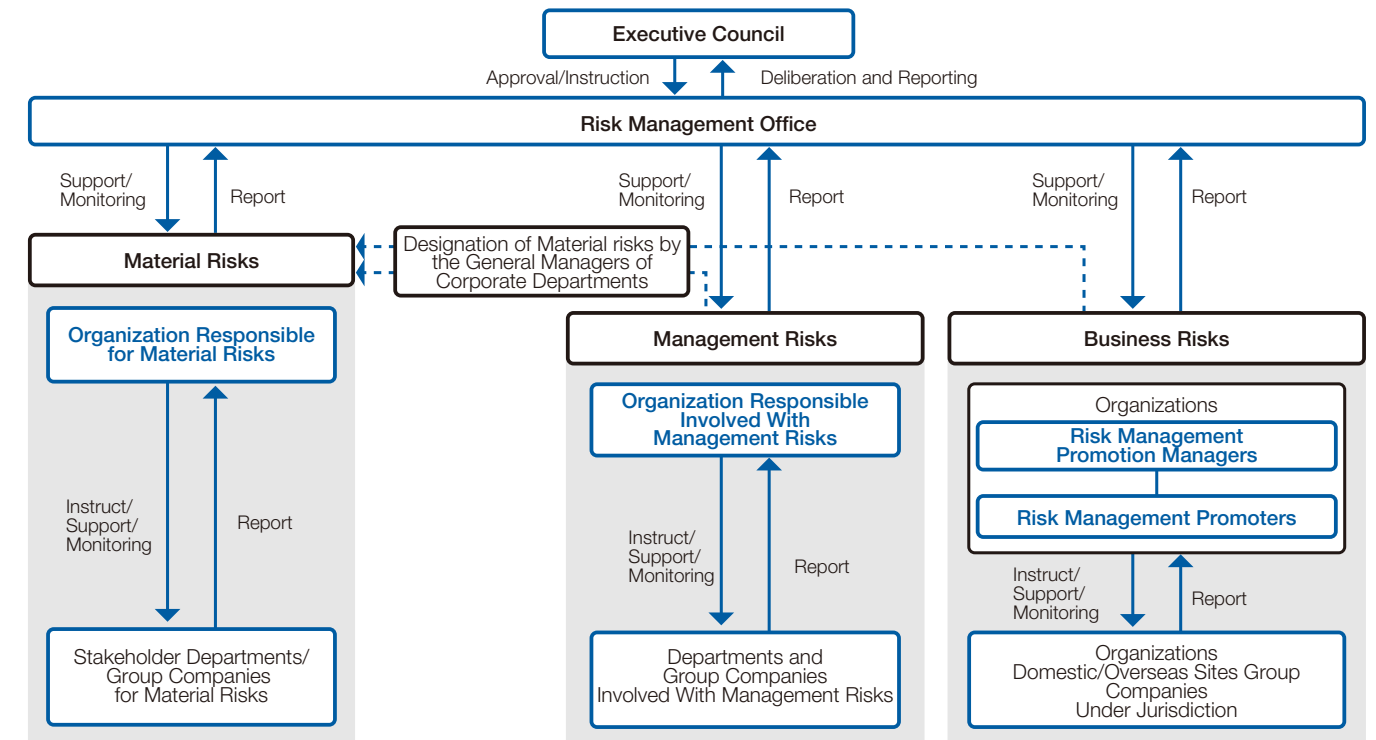 Executive Council
Approval/Instruction
Deliberation and Reporting
Risk Management Office
Support/
Monitoring
Report
Support/
Monitoring
Report
Support/
Monitoring
Report
Material Risks
Designation of Material risks by
the General Managers of
Corporate Departments
Organization Responsible
for Material Risks
Instruct/
Support/
Monitoring
Report
Stakeholder Departments/
Group Companies
for Material Risks
Management Risks
Organization Responsible
Involved With
Management Risks
Instruct/
Support/
Monitoring
Report
Departments and
Group Companies
Involved With Management Risks
Business Risks
Organizations
Risk Management
Promotion Managers
Risk Management Promoters
Instruct/
Support/
Monitoring
Report
Organizations
Domestic/Overseas Sites Group
Companies
Under Jurisdiction